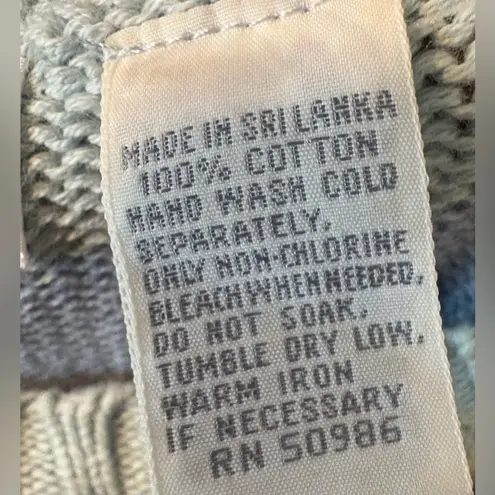 MADE IN SRI LANKA
100% COTTON
HAND WASH COLD
SEPARATELY.
ONLY NON-CHLORINE
BLEACH WHEN NEEDED.
DO NOT SOAK.
TUMBLE DRY LOW.
WARM IRON
IF NECESSARY
RN 50986